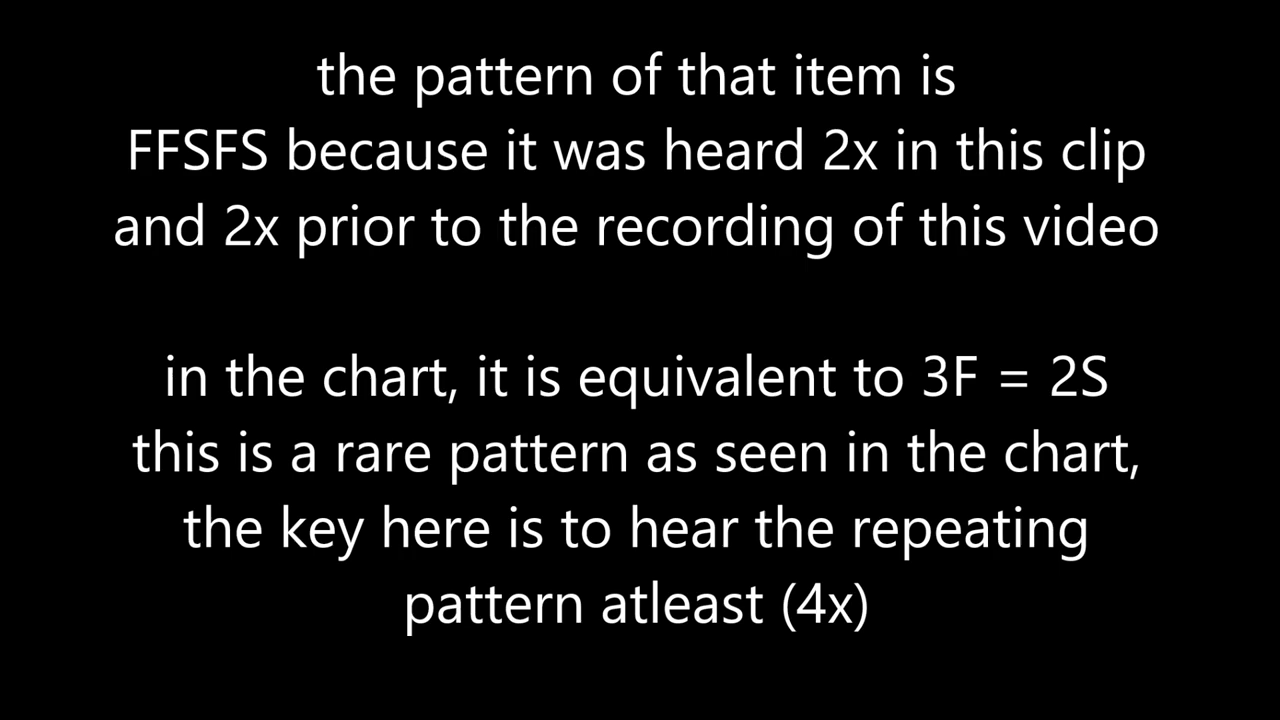 the pattern of that item is
FFSFS because it was heard 2x in this clip
and 2x prior to the recording of this video
in the chart, it is equivalent to 3F = 2S
this is a rare pattern as seen in the chart,
the key here is to hear the repeating
pattern atleast (4x)